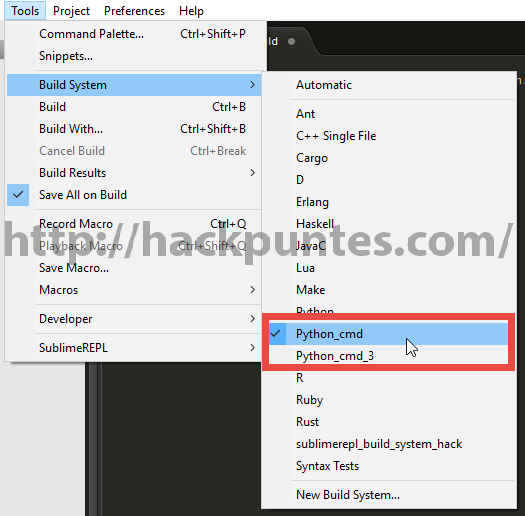 Tools Project Preferences Help
Command Palette... Ctrl+Shift+P
Snippets...
Build System
Build Ctrl+B
Build With... Ctrl+Shift+B
Cancel Build Ctrl+Break
Build Results
Save All on Build
Record Macro Ctrl+Q
Playback Macro Ctrl+Shift+Q
Save Macro...
Macros
Developer
SublimeREPL
ld
Automatic
Ant
C++ Single File
Cargo
D
Erlang
Haskell
JavaC
Lua
Make
Python
Python_cmd
Python_cmd_3
R
Ruby
Rust
sublimerepl_build_system_hack
Syntax Tests
New Build System...
http://hackpuntes.com/